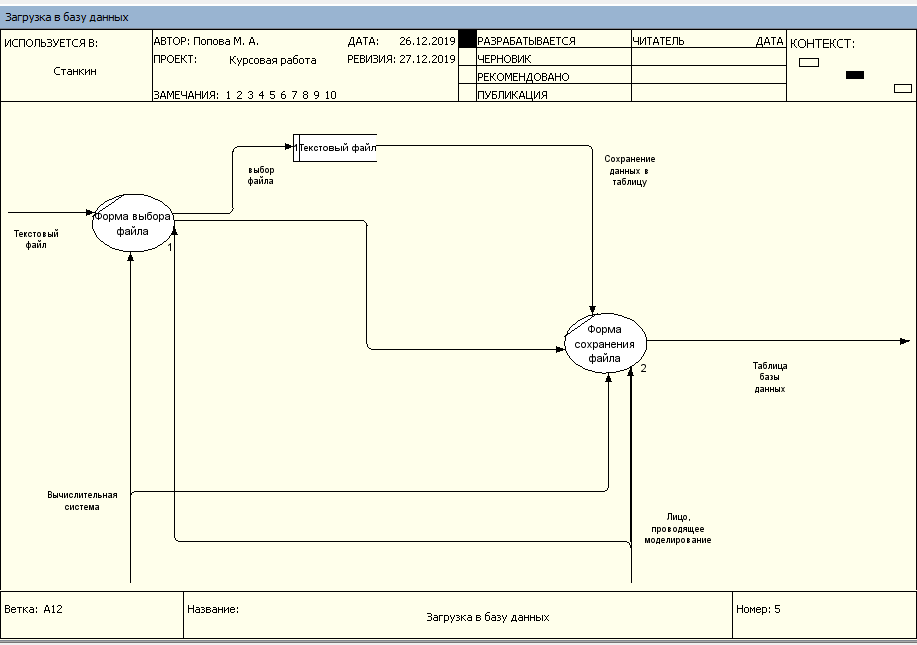 Загрузка в базу данных
ИСПОЛЬЗУЕТСЯ В:
Станкин
АВТОР: Попова М. А.
ДАТА: 26.12.2019
ПРОЕКТ: Курсовая работа
РЕВИЗИЯ: 27.12.2019
ЗАМЕЧАНИЯ: 1 2 3 4 5 6 7 8 9 10
РАЗРАБАТЫВАЕТСЯ
ЧЕРНОВИК
РЕКОМЕНДОВАНО
ПУБЛИКАЦИЯ
ЧИТАТЕЛЬ ДАТА
КОНТЕКСТ:
1 Текстовый файл
выбор
файла
Сохранение
данных в
таблицу
Форма выбора
файла
1
Текстовый
файл
Форма
сохранения
файла
2
Таблица
базы
данных
Вычислительная
система
Лицо,
проводящее
моделирование
Ветка: A12
Название:
Загрузка в базу данных
Номер: 5